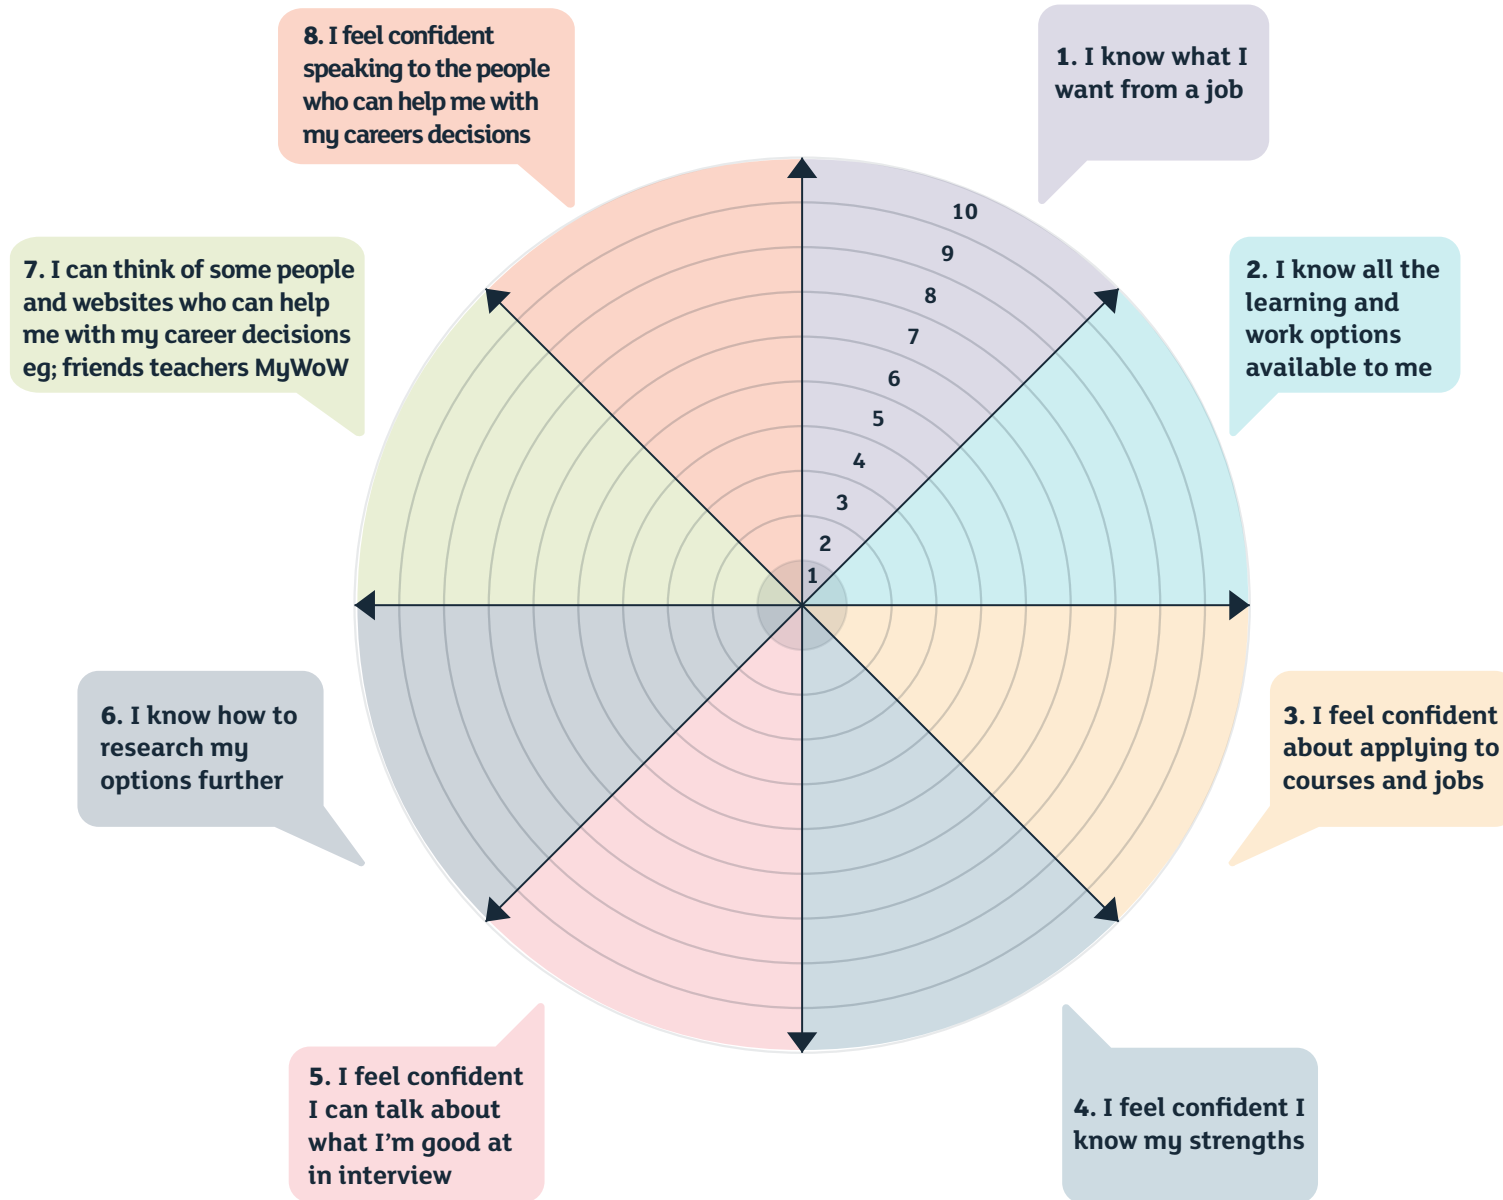 8. I feel confident
speaking to the people
who can help me with
my careers decisions
1. I know what I
want from a job
7. I can think of some people
and websites who can help
me with my career decisions
eg; friends teachers MyWoW
2. I know all the
learning and
work options
available to me
10
9
8
7
6
5
4
3
2
1
6. I know how to
research my
options further
3. I feel confident
about applying to
courses and jobs
5. I feel confident
I can talk about
what I’m good at
in interview
4. I feel confident I
know my strengths